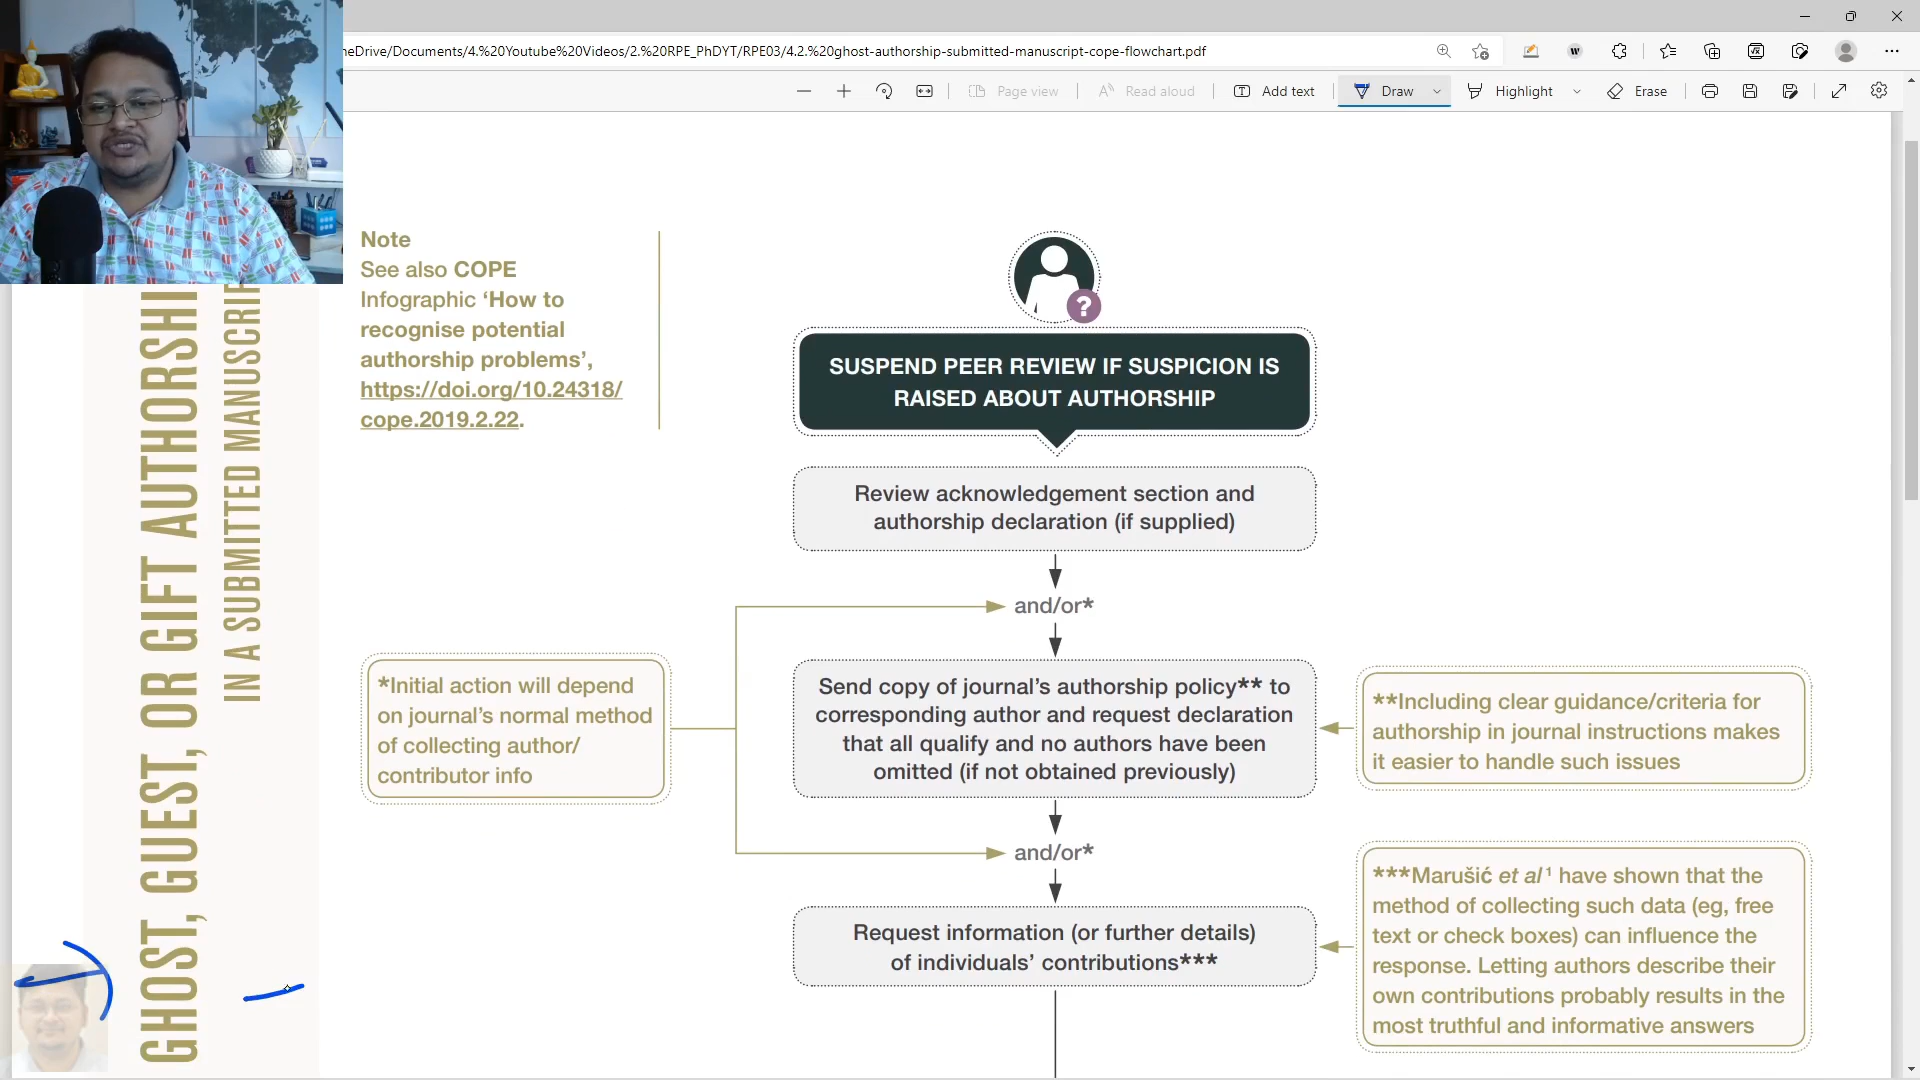 neDrive/Documents/4.%20Youtube%20Videos/2.%20RPE_PhDYT/RPE03/4.2.%20ghost-authorship-submitted-manuscript-cope-flowchart.pdf
Page view
Read aloud
Add text
Draw
Highlight
Erase
Note
See also COPE
Infographic ‘How to
recognise potential
authorship problems’,
https://doi.org/10.24318/
cope.2019.2.22.
GHOST, GUEST, OR GIFT AUTHORSHI
IN A SUBMITTED MANUSCRIP
SUSPEND PEER REVIEW IF SUSPICION IS
RAISED ABOUT AUTHORSHIP
Review acknowledgement section and
authorship declaration (if supplied)
and/or*
*Initial action will depend
on journal’s normal method
of collecting author/
contributor info
Send copy of journal’s authorship policy** to
corresponding author and request declaration
that all qualify and no authors have been
omitted (if not obtained previously)
**Including clear guidance/criteria for
authorship in journal instructions makes
it easier to handle such issues
and/or*
Request information (or further details)
of individuals’ contributions***
***Marušić et al¹ have shown that the
method of collecting such data (eg, free
text or check boxes) can influence the
response. Letting authors describe their
own contributions probably results in the
most truthful and informative answers